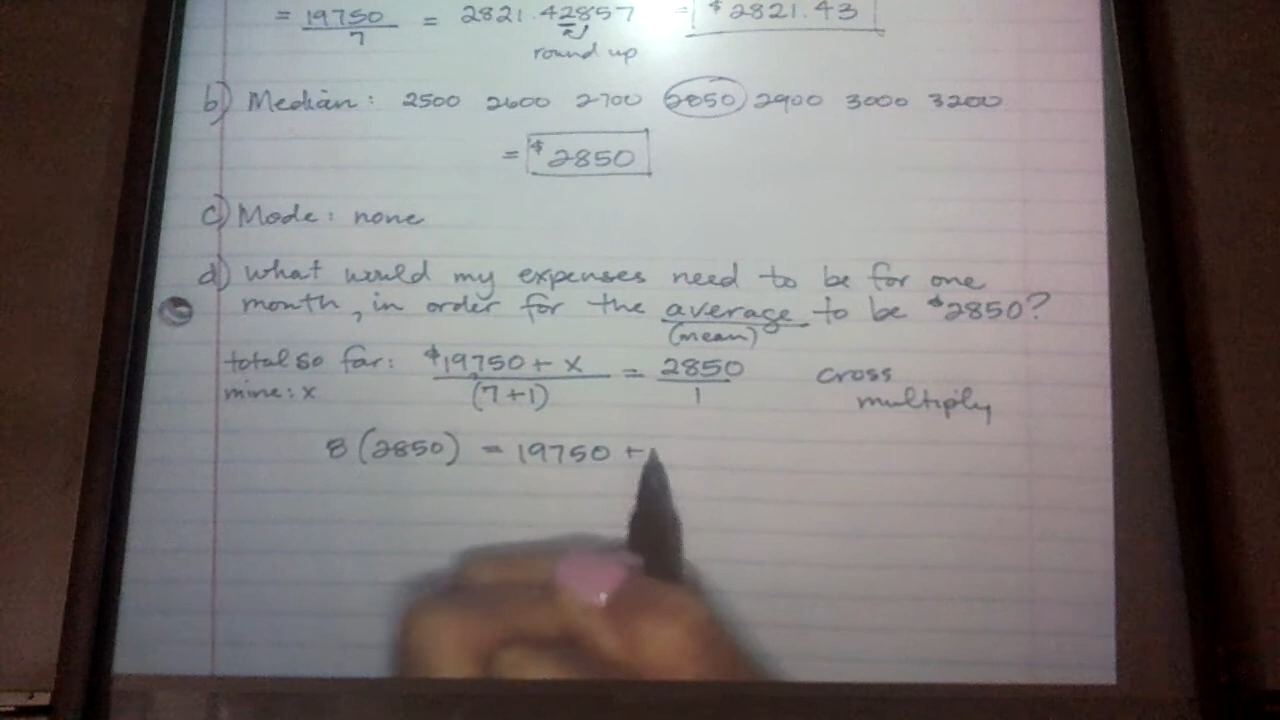 = 19750/7 = 2821.42857 = $2821.43
round up
b) Median: 2500 2600 2700 2850 2900 3000 3200
= $2850
c) Mode: none
d) What would my expenses need to be for one
month, in order for the average to be $2850?
(mean)
total so far: $19,750 + x / (7+1) = 2850/1 cross
mine: x multiply
8(2850) = 19750 +